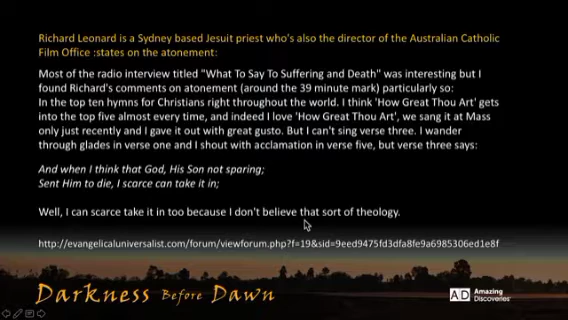 Richard Leonard is a Sydney based Jesuit priest who's also the director of the Australian Catholic
Film Office :states on the atonement:
Most of the radio interview titled "What To Say To Suffering and Death" was interesting but I
found Richard's comments on atonement (around the 39 minute mark) particularly so:
In the top ten hymns for Christians right throughout the world. I think 'How Great Thou Art' gets
into the top five almost every time, and indeed I love 'How Great Thou Art', we sang it at Mass
only just recently and I gave it out with great gusto. But I can't sing verse three. I wander
through glades in verse one and I shout with acclamation in verse five, but verse three says:
And when I think that God, His Son not sparing;
Sent Him to die, I scarce can take it in;
Well, I can scarce take it in too because I don't believe that sort of theology.
http://evangelicaluniversalist.com/forum/viewforum.php?f=19&sid=9eed9475fd3dfa8fe9a6985306ed1e8f
Darkness Before Dawn
AD Amazing
Discoveries